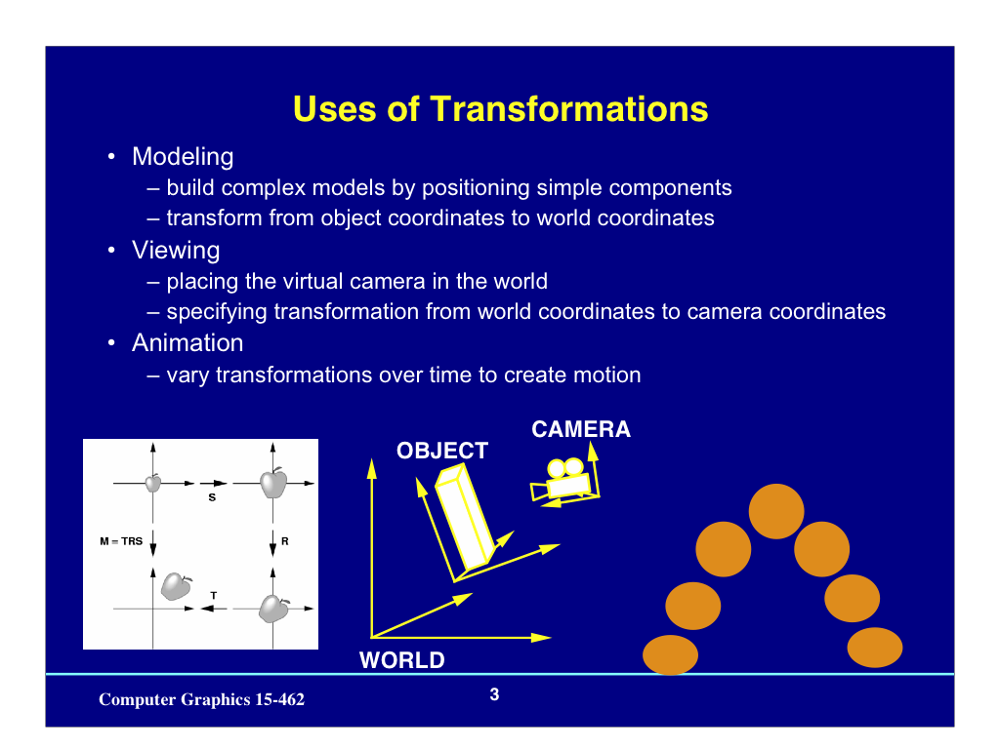 Uses of Transformations
• Modeling
– build complex models by positioning simple components
– transform from object coordinates to world coordinates
• Viewing
– placing the virtual camera in the world
– specifying transformation from world coordinates to camera coordinates
• Animation
– vary transformations over time to create motion
S
M = TRS
R
T
OBJECT
CAMERA
WORLD
Computer Graphics 15-462
3